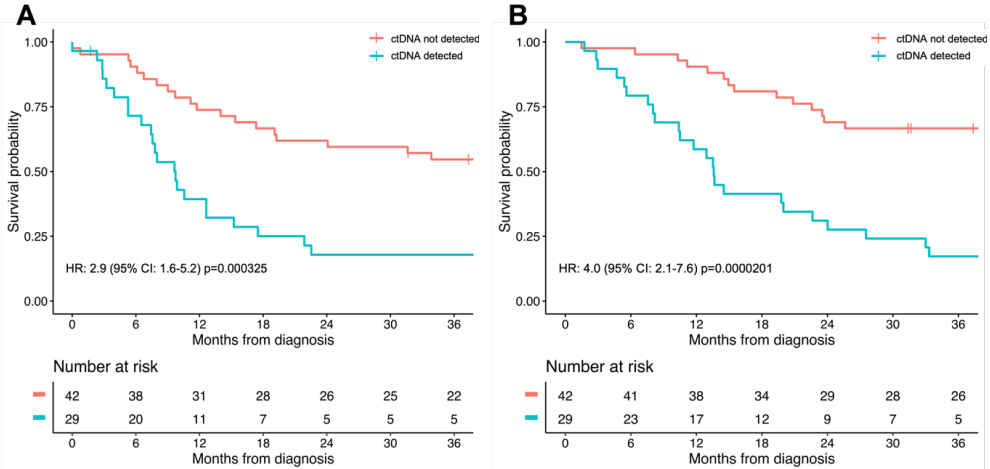 A
ctDNA not detected
ctDNA detected
1.00
0.75
0.50
0.25
0.00
Survival probability
HR: 2.9 (95% CI: 1.6-5.2) p=0.000325
0 6 12 18 24 30 36
Months from diagnosis
Number at risk
42 38 31 28 26 25 22
29 20 11 7 5 5 5
0 6 12 18 24 30 36
Months from diagnosis
B
ctDNA not detected
ctDNA detected
1.00
0.75
0.50
0.25
0.00
Survival probability
HR: 4.0 (95% CI: 2.1-7.6) p=0.0000201
0 6 12 18 24 30 36
Months from diagnosis
Number at risk
42 41 38 34 29 28 26
29 23 17 12 9 7 5
0 6 12 18 24 30 36
Months from diagnosis